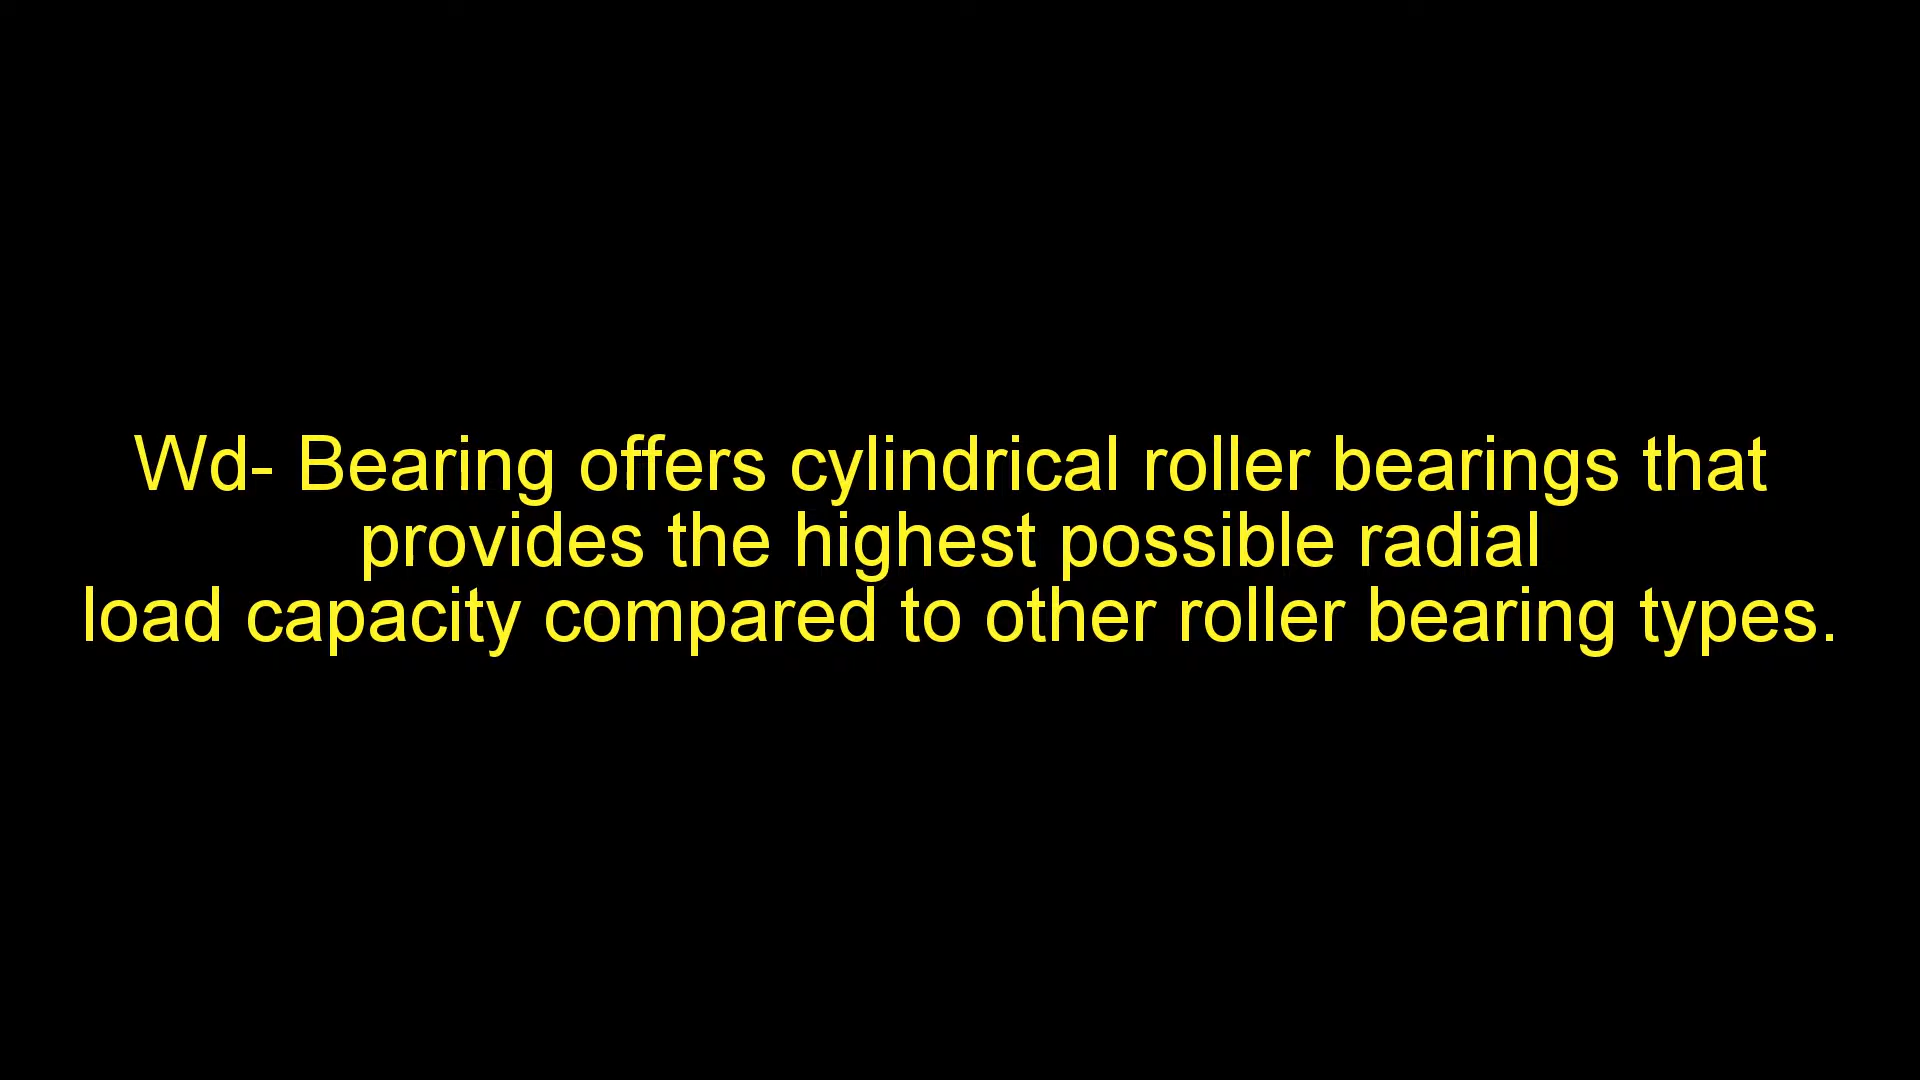 Wd- Bearing offers cylindrical roller bearings that
provides the highest possible radial
load capacity compared to other roller bearing types.